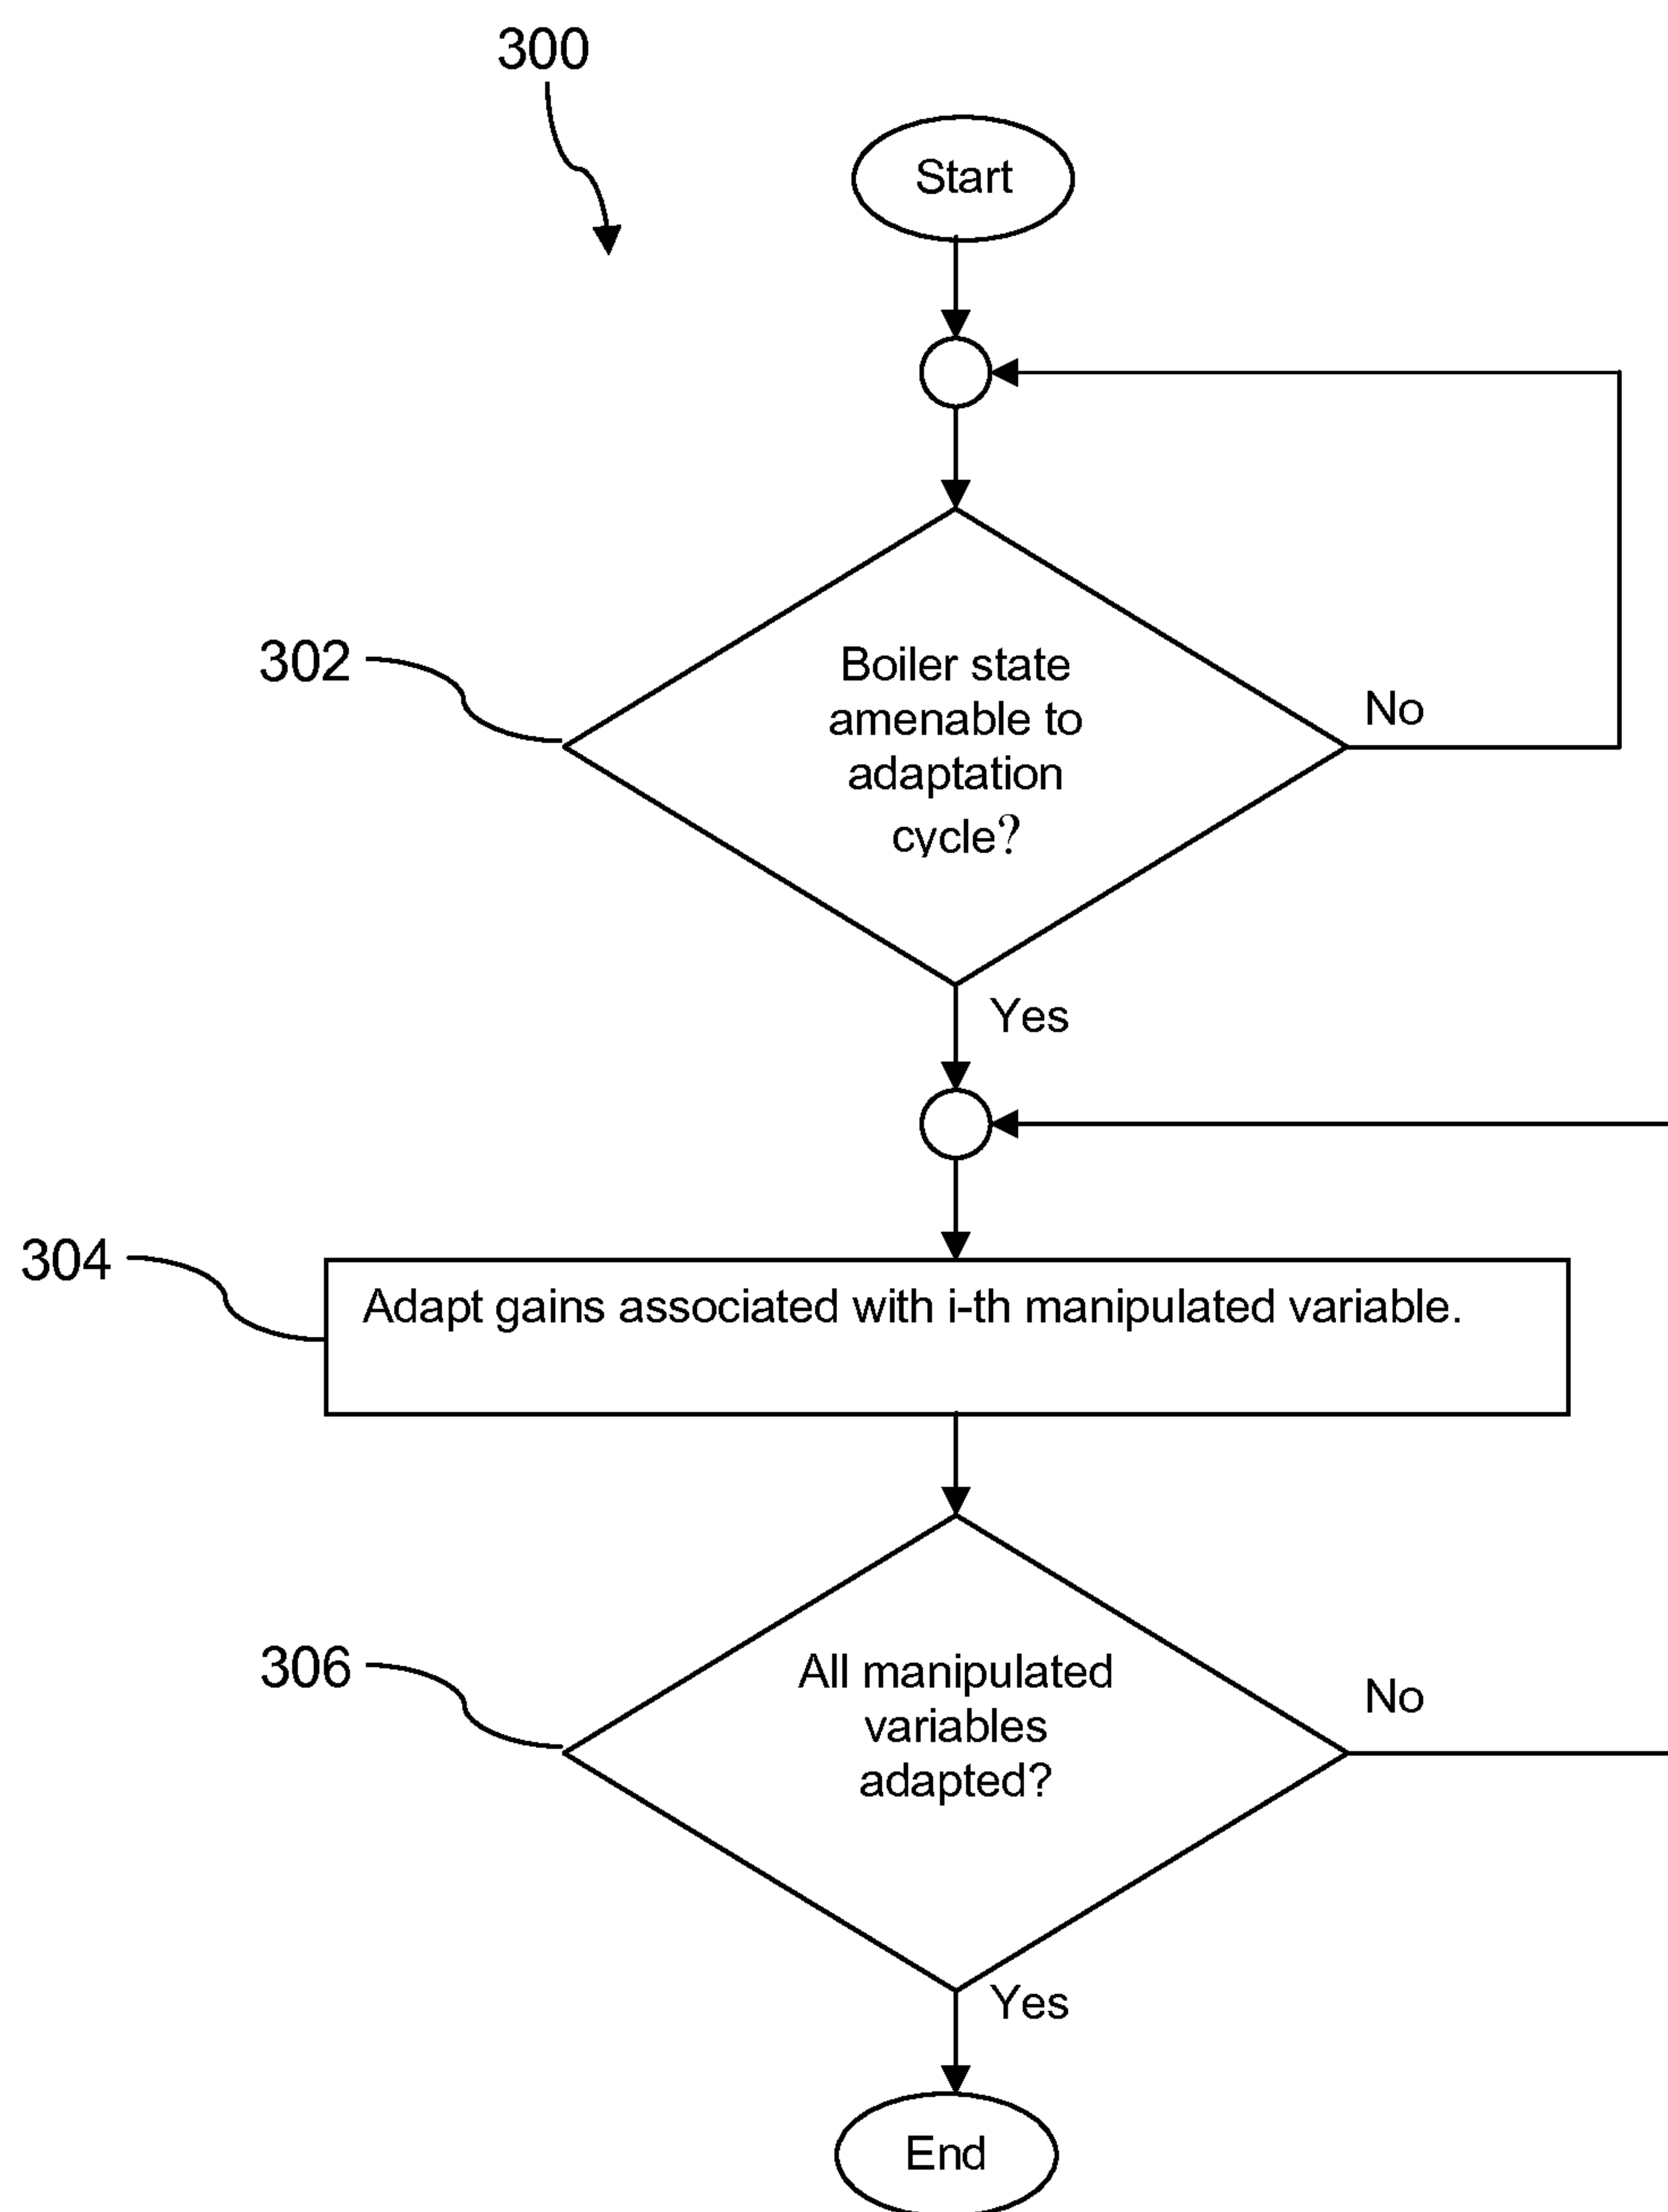 300
Start
302
Boiler state
amenable to
adaptation
cycle?
No
Yes
304
Adapt gains associated with i-th manipulated variable.
306
All manipulated
variables
adapted?
No
Yes
End